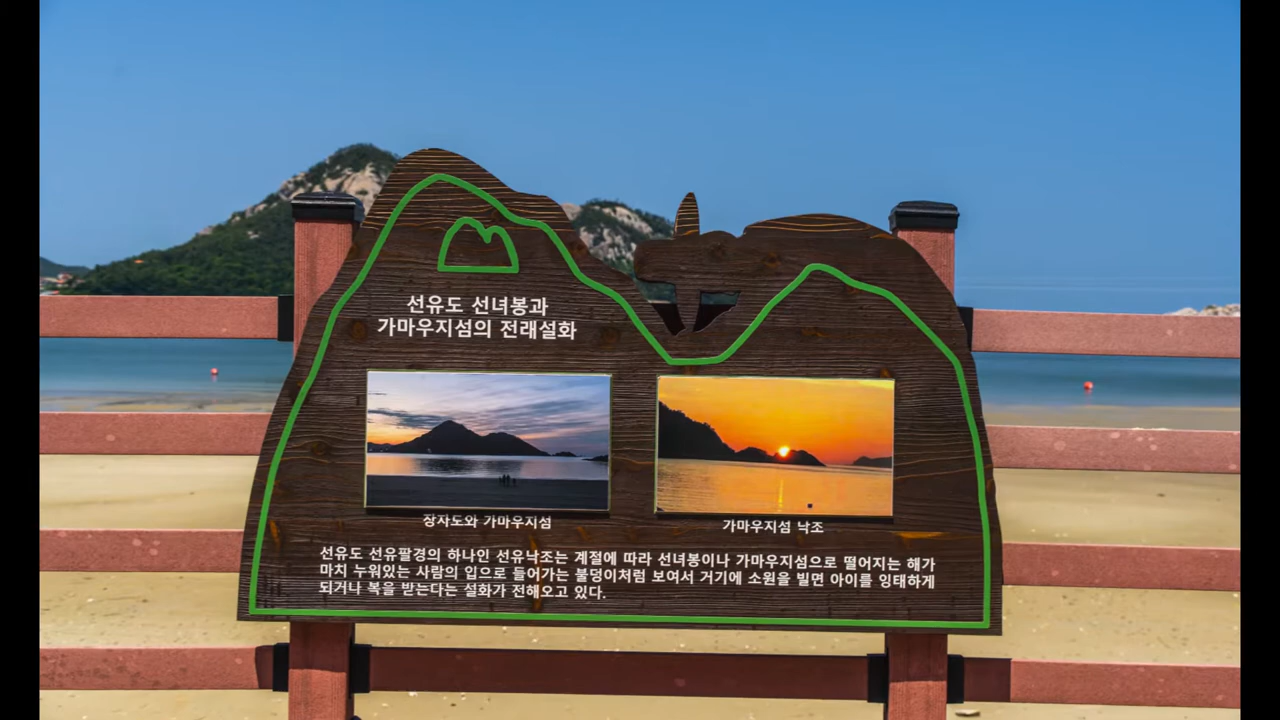 선유도 선녀봉과
가마우지섬의 전래설화
장자도와 가마우지섬
가마우지섬 낙조
선유도 선유팔경의 하나인 선유낙조는 계절에 따라 선녀봉이나 가마우지섬으로 떨어지는 해가
마치 누워있는 사람의 입으로 들어가는 불덩이처럼 보여서 거기에 소원을 빌면 아이를 잉태하게
되거나 복을 받는다는 설화가 전해오고 있다.